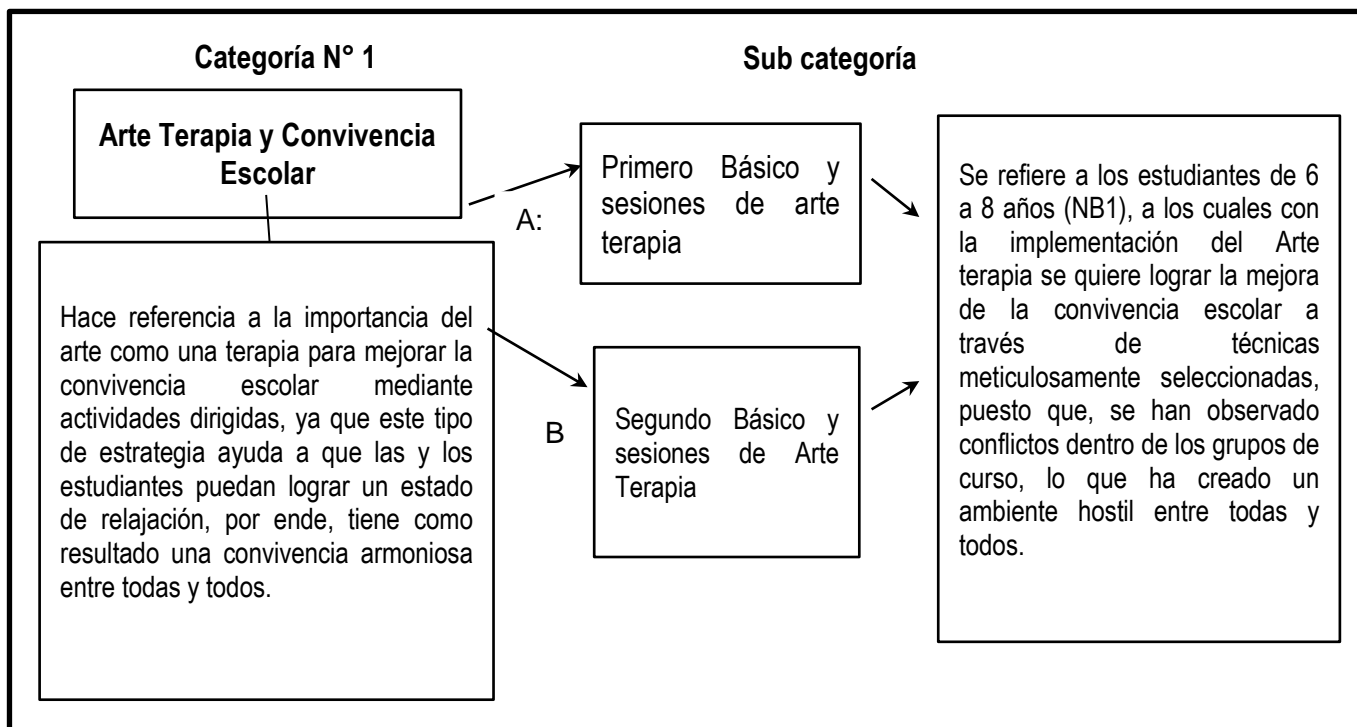 Categoría N° 1
Sub categoría
Arte Terapia y Convivencia
Escolar
Hace referencia a la importancia del
arte como una terapia para mejorar la
convivencia escolar mediante
actividades dirigidas, ya que este tipo
de estrategia ayuda a que las y los
estudiantes puedan lograr un estado
de relajación, por ende, tiene como
resultado una convivencia armoniosa
entre todas y todos.
A:
Primero Básico y
sesiones de arte
terapia
B
Segundo Básico y
sesiones de Arte
Terapia
Se refiere a los estudiantes de 6
a 8 años (NB1), a los cuales con
la implementación del Arte
terapia se quiere lograr la mejora
de la convivencia escolar a
través de técnicas
meticulosamente seleccionadas,
puesto que, se han observado
conflictos dentro de los grupos de
curso, lo que ha creado un
ambiente hostil entre todas y
todos.